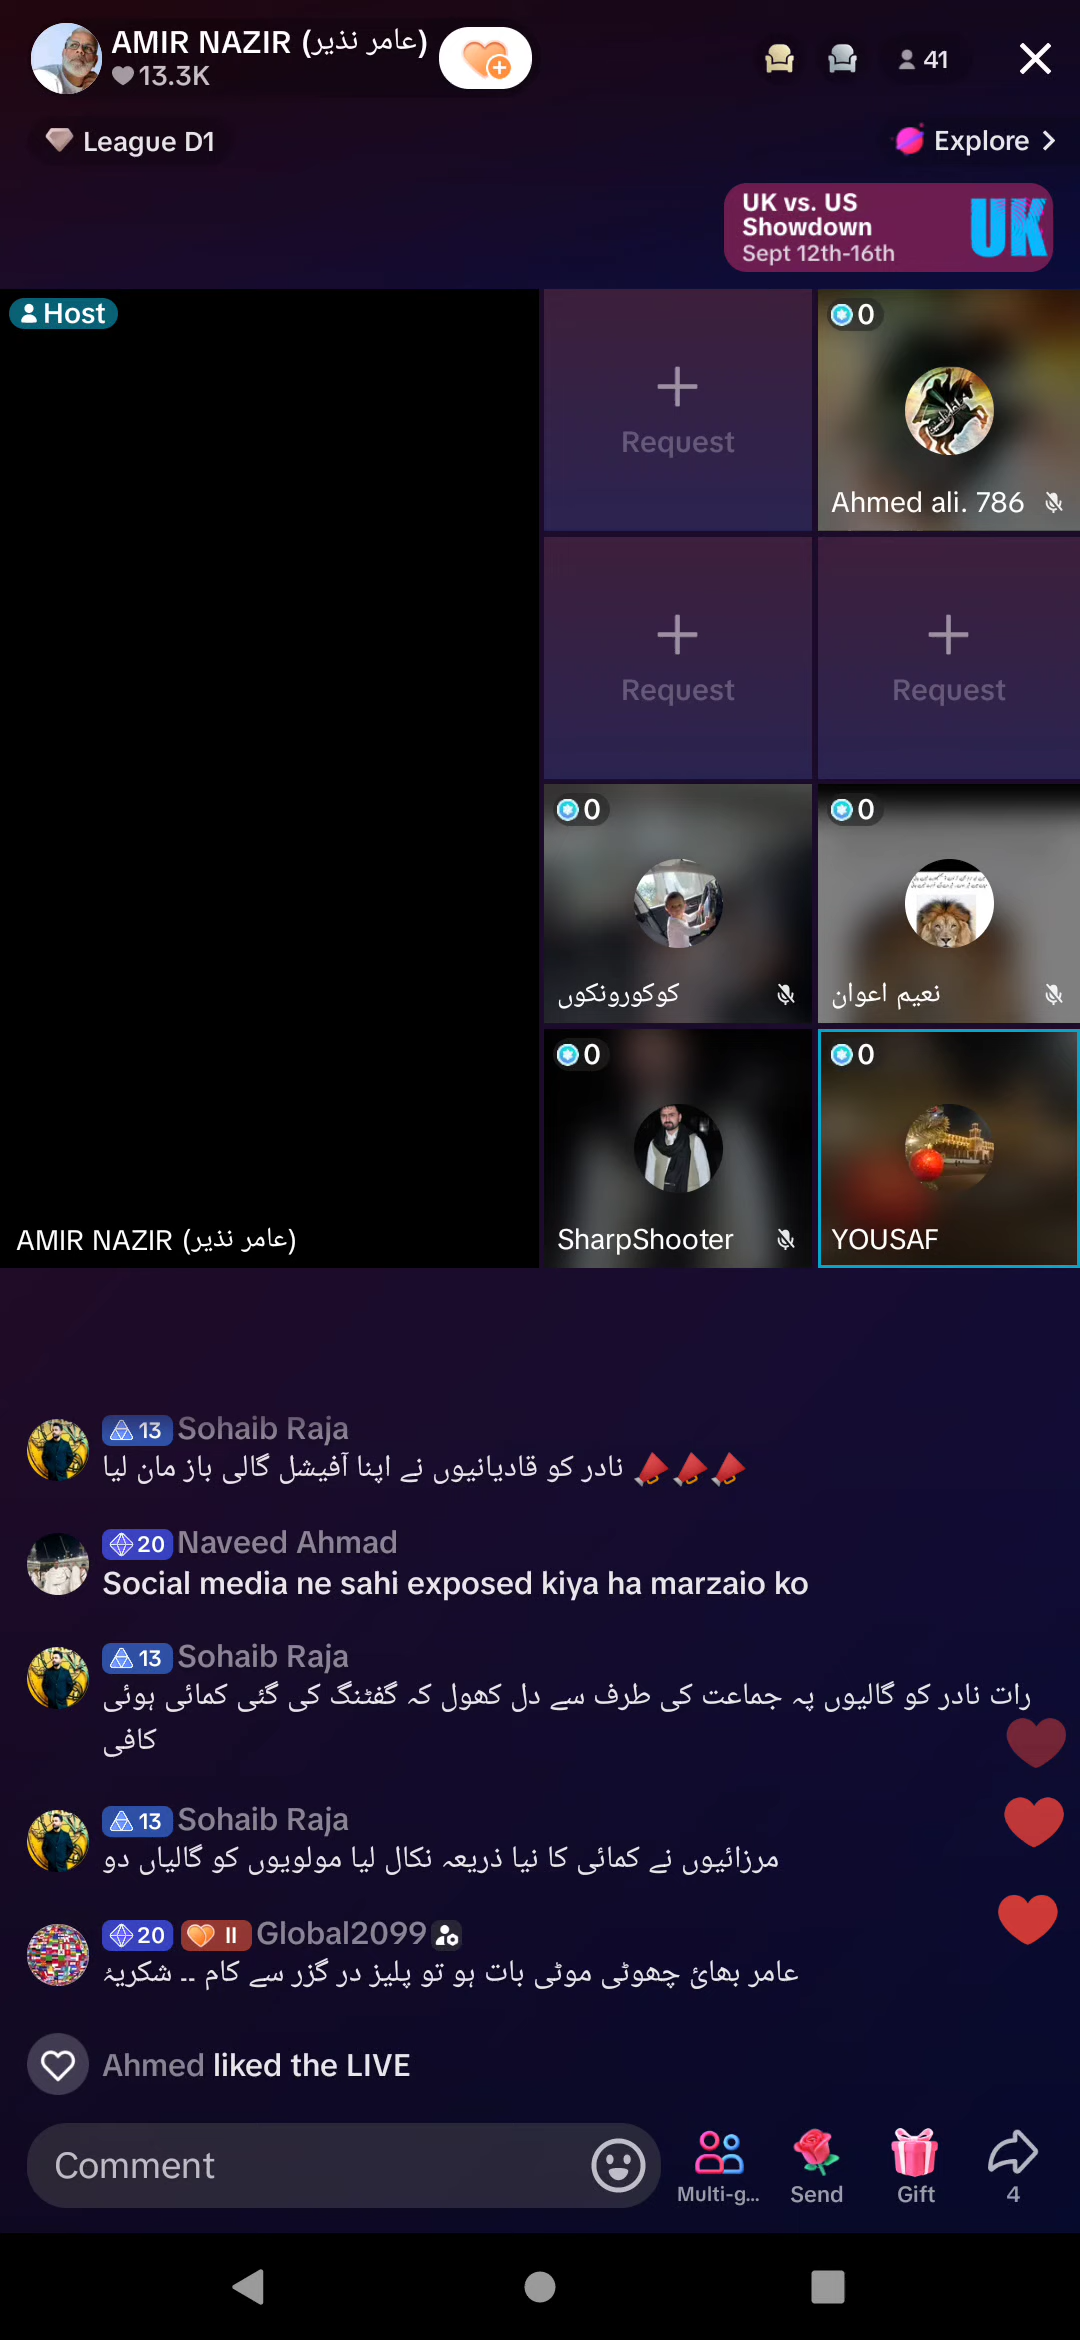 AMIR NAZIR (عامر نذیر)
13.3K
41
League D1
Explore
UK vs. US
Showdown
Sept 12th-16th
UK
Host
Request
0
Ahmed ali. 786
Request
Request
0
کوکورونکوں
0
نعیم اعوان
0
SharpShooter
0
YOUSAF
AMIR NAZIR (عامر نذیر)
13 Sohaib Raja
نادر کو قادیانیوں نے اپنا آفیشل گالی باز مان لیا 📣📣📣
20 Naveed Ahmad
Social media ne sahi exposed kiya ha marzaio ko
13 Sohaib Raja
رات نادر کو گالیوں پہ جماعت کی طرف سے دل کھول کہ گفٹنگ کی گئی کمائی ہوئی
کافی
13 Sohaib Raja
مرزائیوں نے کمائی کا نیا ذریعہ نکال لیا مولویوں کو گالیاں دو
20 II Global2099
عامر بھائ چھوٹی موٹی بات ہو تو پلیز در گزر سے کام ۔۔ شکریہُ
Ahmed liked the LIVE
Comment
Multi-g...
Send
Gift
4